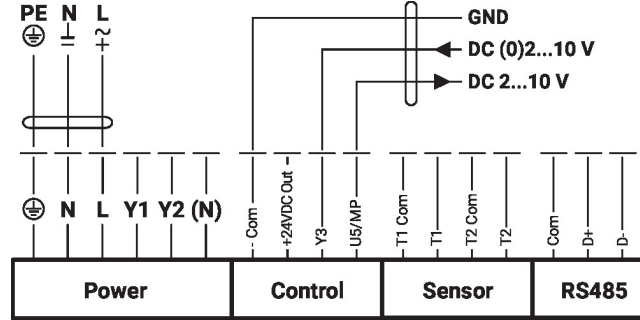 PE N L
GND
DC (0)2...10 V
DC 2...10 V
N L Y1 Y2 (N)
- Com
+24VDC Out
Y3
U5/MP
T1 Com
T1
T2 Com
T2
Com
D+
D-
Power
Control
Sensor
RS485